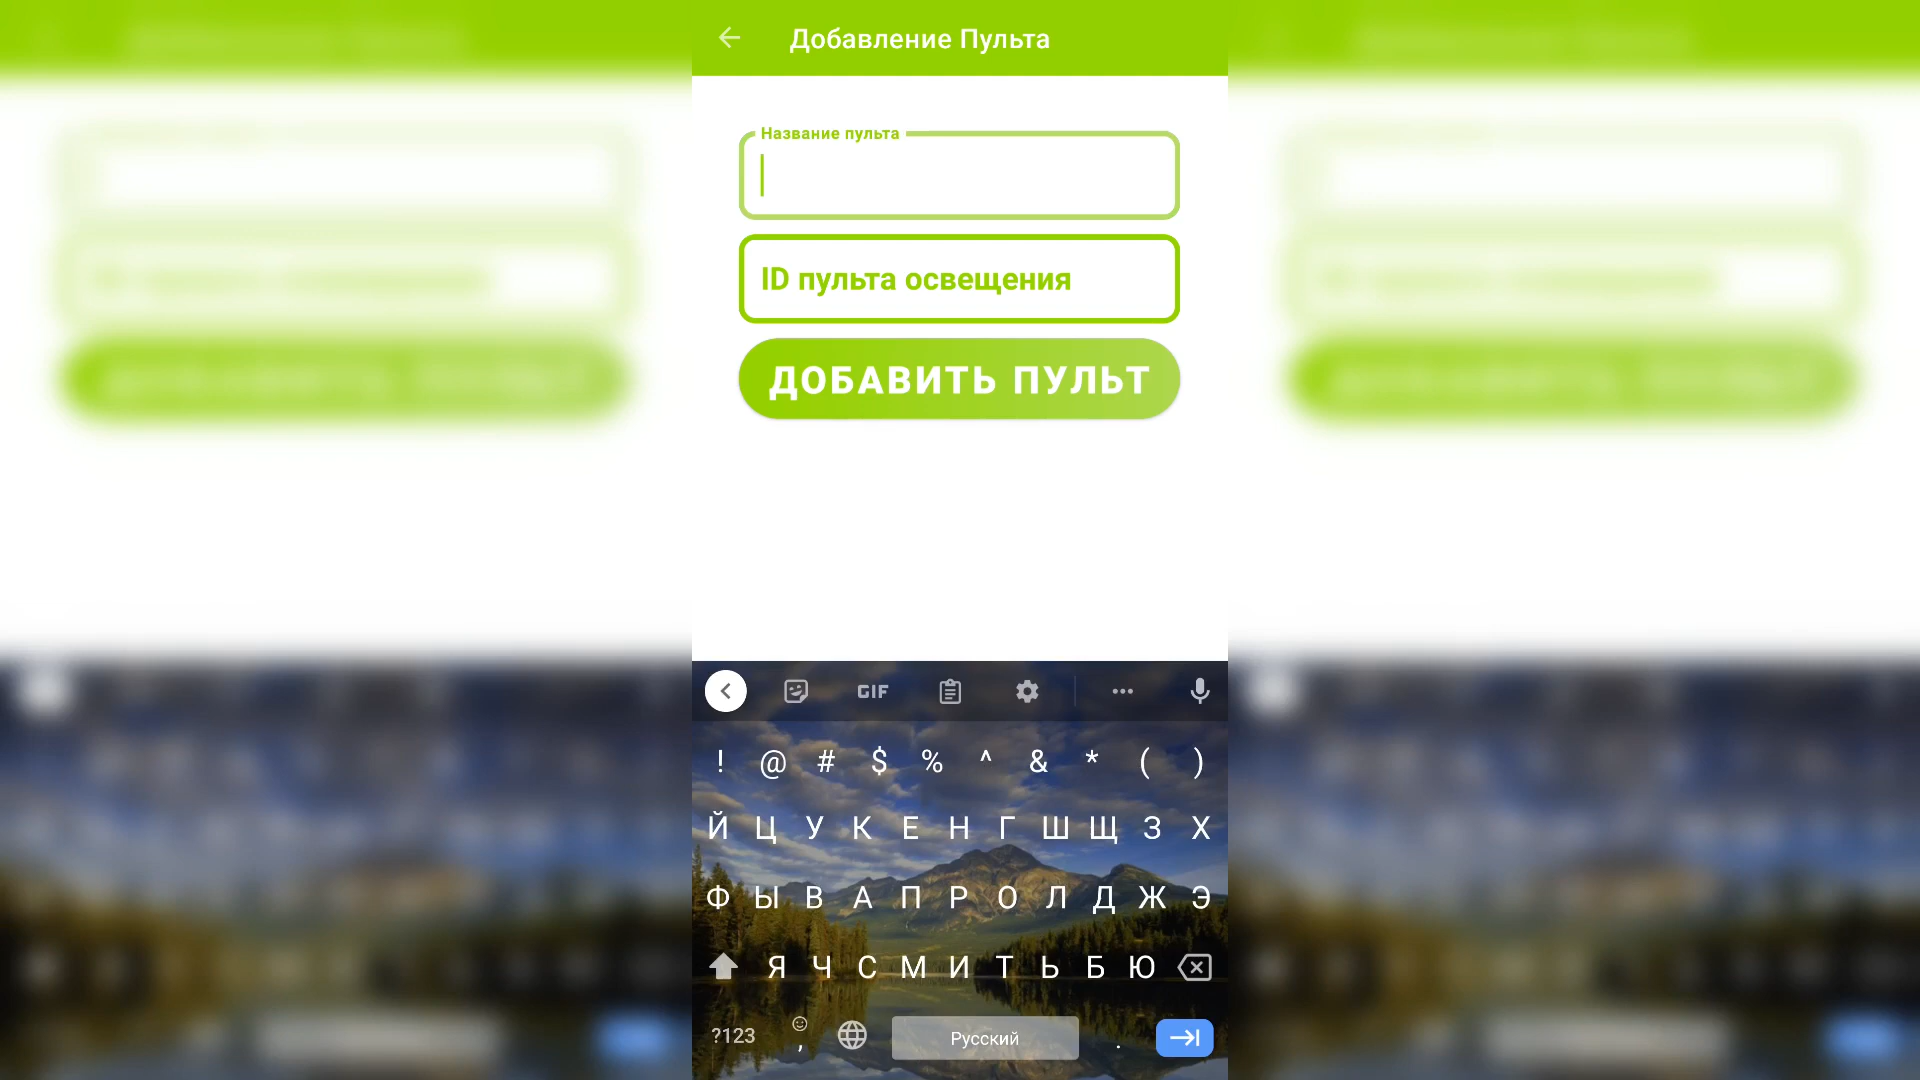 Добавление Пульта
Название пульта
ID пульта освещения
ДОБАВИТЬ ПУЛЬТ
GIF
! @ # $ % ^ & * ( )
Й Ц У К Е Н Г Ш Щ З Х
Ф Ы В А П Р О Л Д Ж Э
Я Ч С М И Т Ь Б Ю
?123 , Русский .